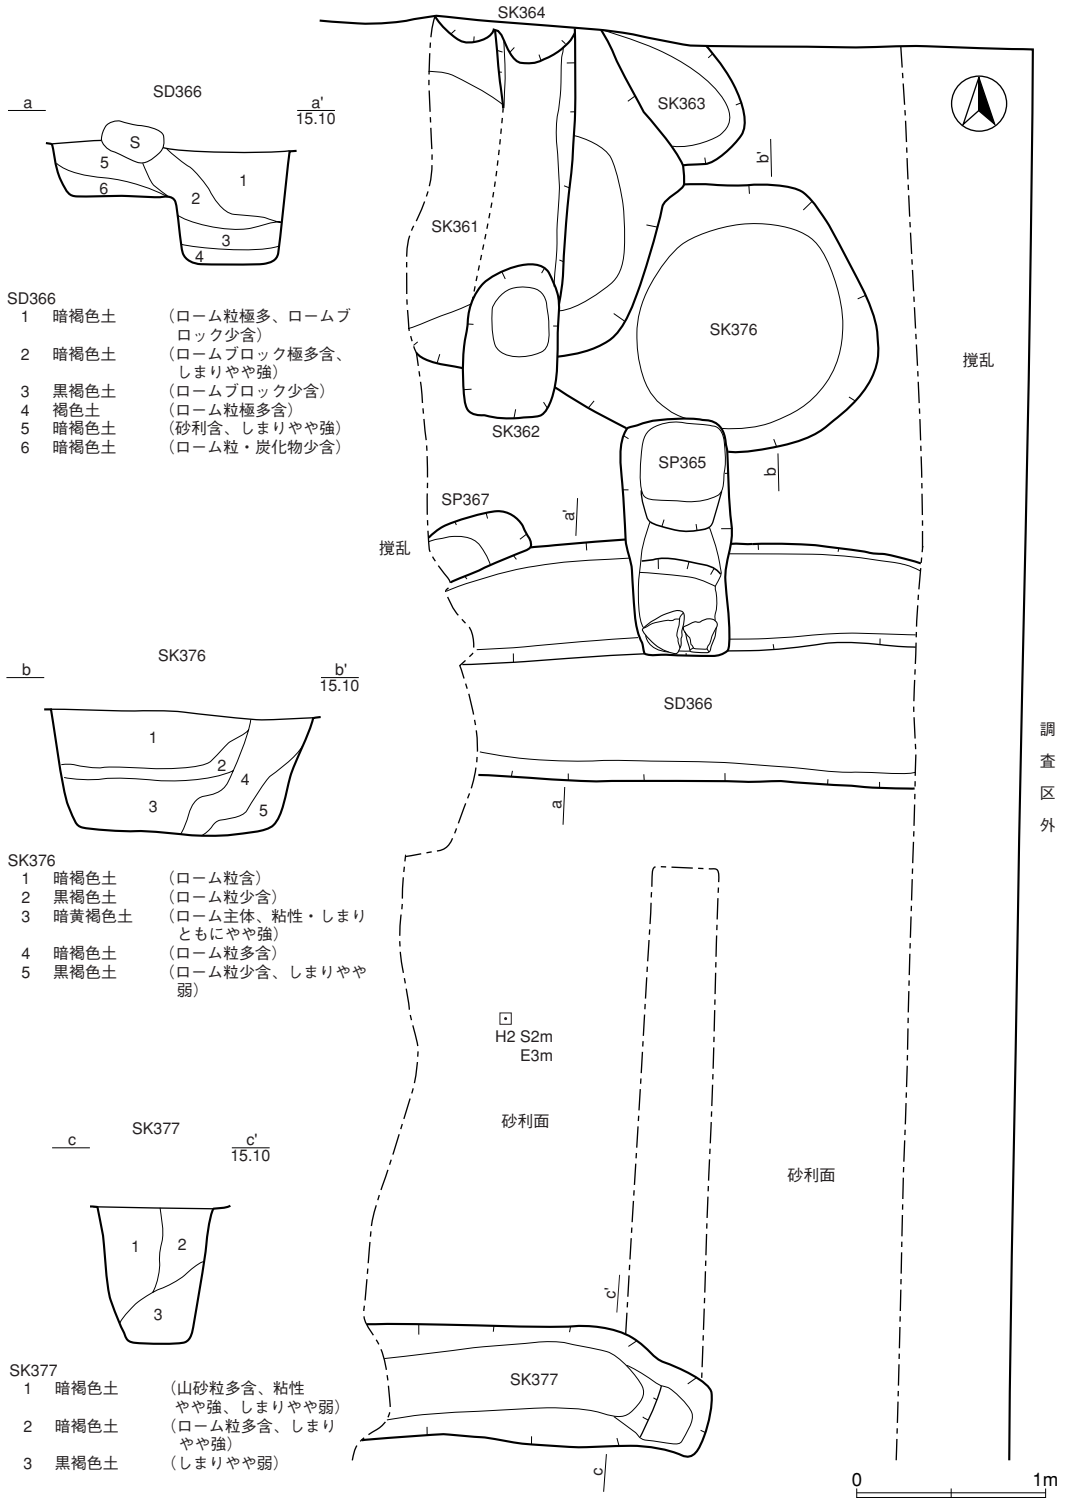 SK364
SK363
SK361
SK376
SK362
SP365
SP367
撹乱
撹乱
b'
b
a'
SD366
a
調査区外
H2 S2m
E3m
砂利面
砂利面
c'
SK377
c
0 1m
SD366
a a'
15.10
S
5
6
2
1
3
4
SD366
1 暗褐色土 (ローム粒極多、ロームブ
ロック少含)
2 暗褐色土 (ロームブロック極多含、
しまりやや強)
3 黒褐色土 (ロームブロック少含)
4 褐色土 (ローム粒極多含)
5 暗褐色土 (砂利含、しまりやや強)
6 暗褐色土 (ローム粒・炭化物少含)
SK376
b b'
15.10
1
2
4
3
5
SK376
1 暗褐色土 (ローム粒含)
2 黒褐色土 (ローム粒少含)
3 暗黄褐色土 (ローム主体、粘性・しまり
ともにやや強)
4 暗褐色土 (ローム粒多含)
5 黒褐色土 (ローム粒少含、しまりやや
弱)
SK377
c c'
15.10
1
2
3
SK377
1 暗褐色土 (山砂粒多含、粘性
やや強、しまりやや弱)
2 暗褐色土 (ローム粒多含、しまり
やや強)
3 黒褐色土 (しまりやや弱)